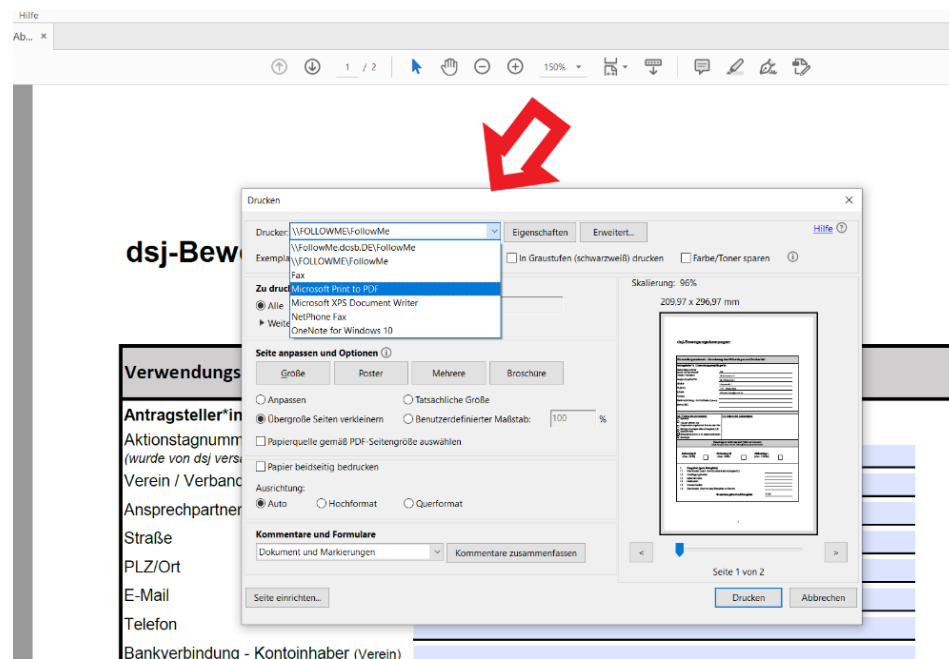 Hilfe
Ab... ×
1 / 2 150%
Drucken
Drucker: \\FOLLOWME\FollowMe Eigenschaften Erweitert... Hilfe
\\FollowMe.dosb.DE\FollowMe
\\FOLLOWME\FollowMe
Fax
Microsoft Print to PDF
Microsoft XPS Document Writer
NetPhone Fax
OneNote for Windows 10
Exempla In Graustufen (schwarzweiß) drucken Farbe/Toner sparen
dsj-Bew
Zu druc
Alle
Weite
Skalierung: 96%
209,97 x 296,97 mm
Seite anpassen und Optionen
Größe Poster Mehrere Broschüre
Anpassen Tatsächliche Größe
Übergroße Seiten verkleinern Benutzerdefinierter Maßstab: 100 %
Papierquelle gemäß PDF-Seitengröße auswählen
Papier beidseitig bedrucken
Ausrichtung:
Auto Hochformat Querformat
Kommentare und Formulare
Dokument und Markierungen Kommentare zusammenfassen
< >
Seite 1 von 2
Seite einrichten... Drucken Abbrechen
Verwendungs
Antragsteller*in
Aktionstagnumm
(wurde von dsj vers
Verein / Verband
Ansprechpartner
Straße
PLZ/Ort
E-Mail
Telefon
Bankverbindung - Kontoinhaber (Verein)